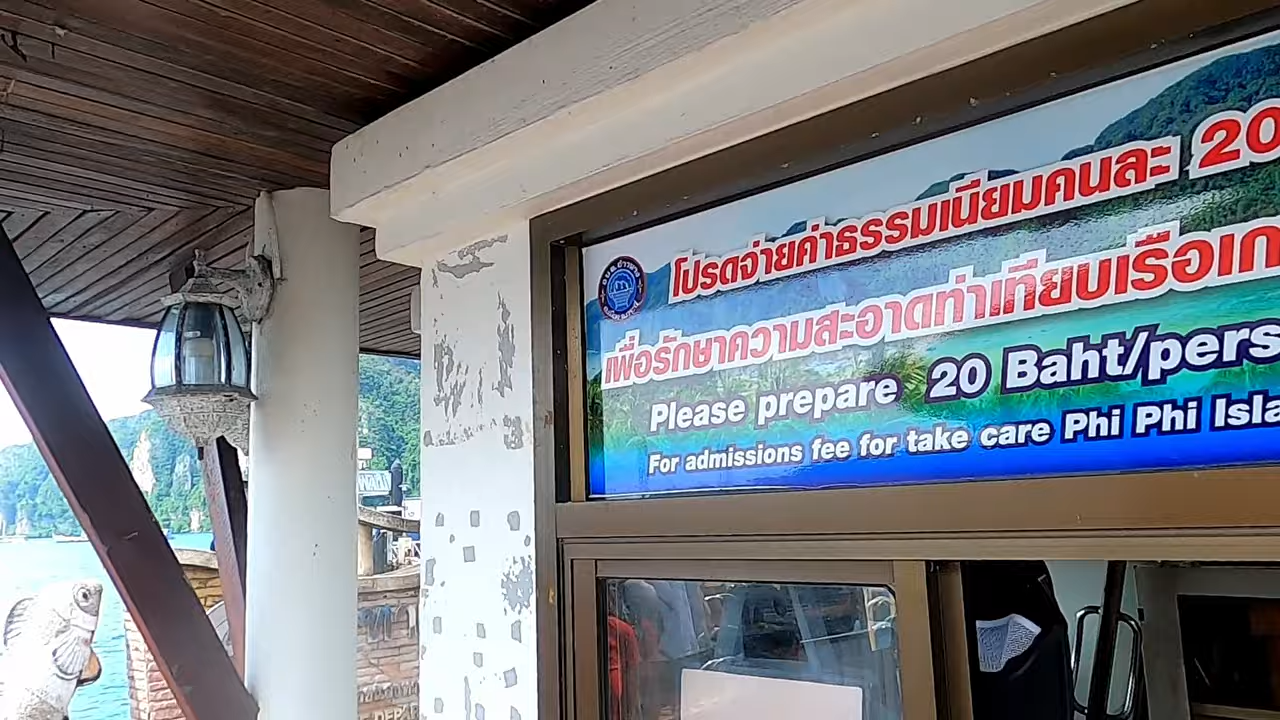 โปรดจ่ายค่าธรรมเนียมคนละ 20
เพื่อรักษาความสะอาดท่าเทียบเรือเก
Please prepare 20 Baht/pers
For admissions fee for take care Phi Phi Isla